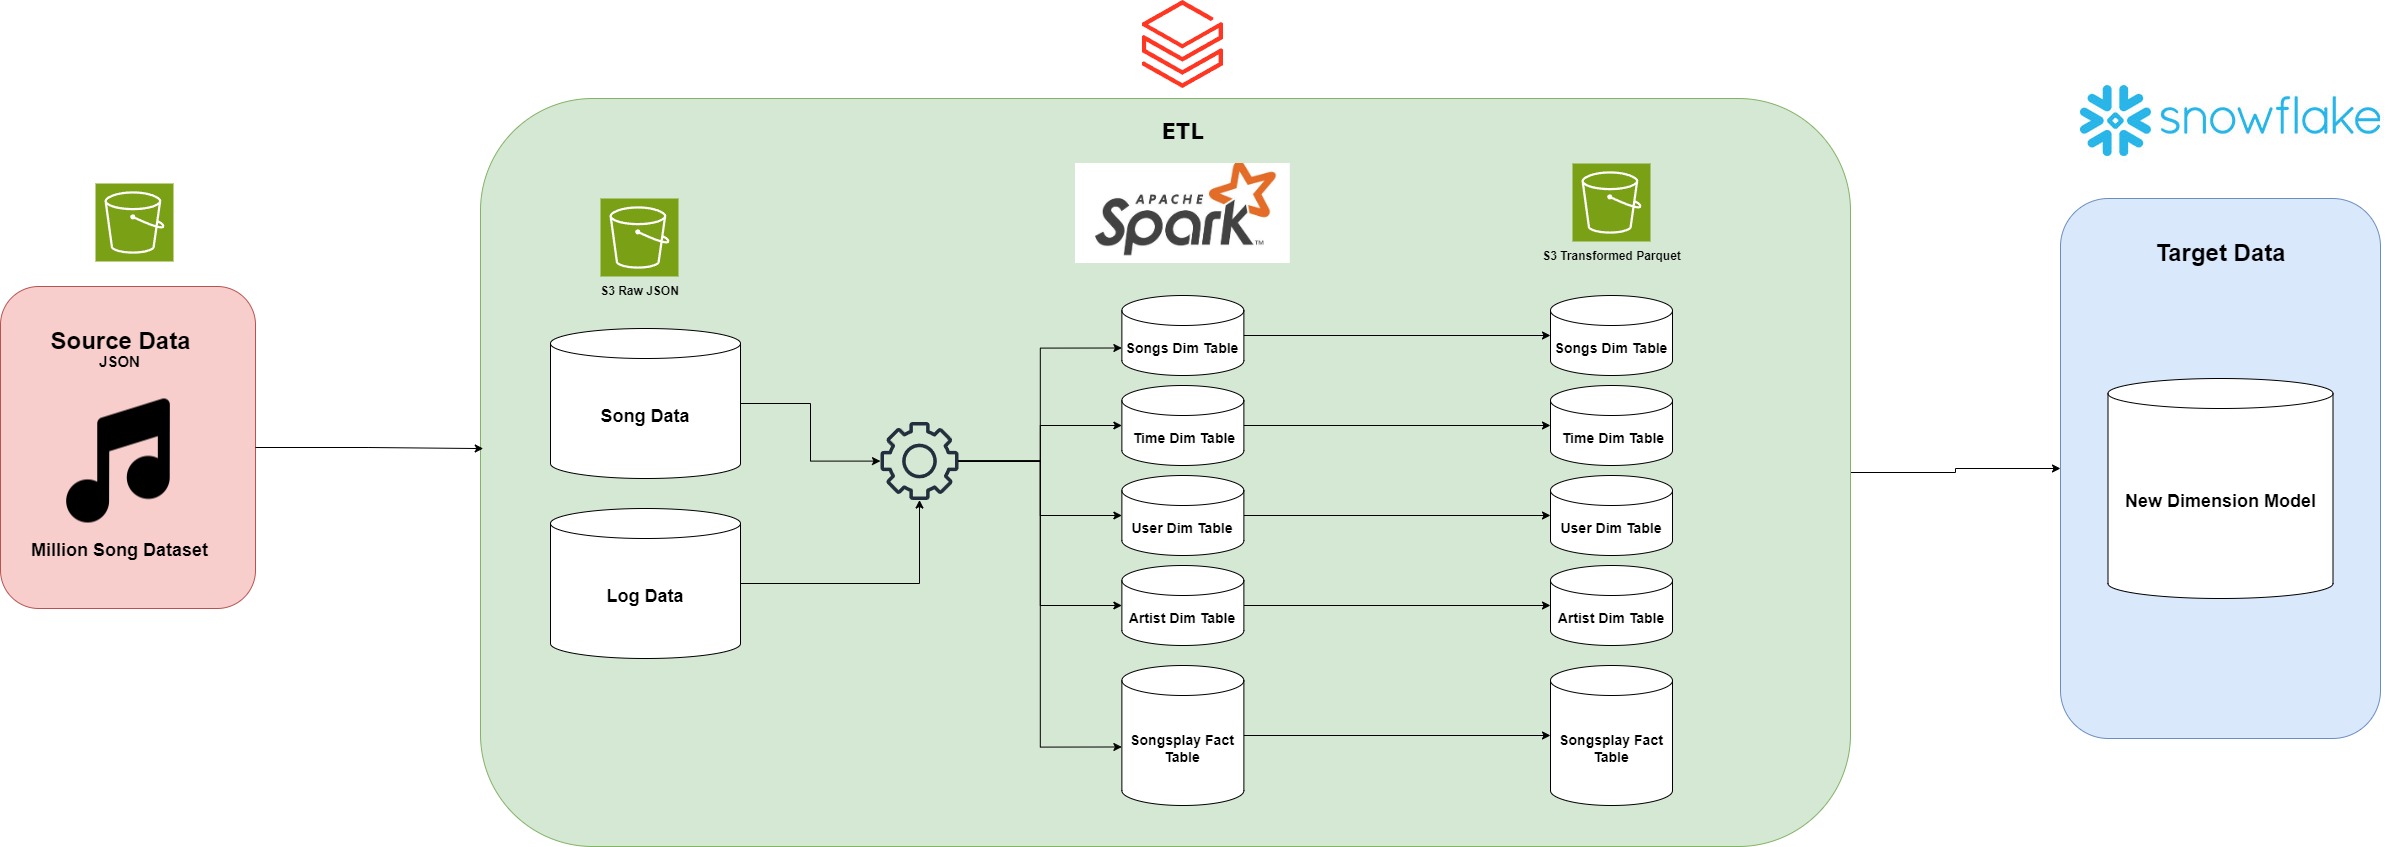 ETL
snowflake
APACHE
Spark™
S3 Raw JSON
S3 Transformed Parquet
Source Data
JSON
Million Song Dataset
Song Data
Log Data
Songs Dim Table
Time Dim Table
User Dim Table
Artist Dim Table
Songsplay Fact
Table
Songs Dim Table
Time Dim Table
User Dim Table
Artist Dim Table
Songsplay Fact
Table
Target Data
New Dimension Model